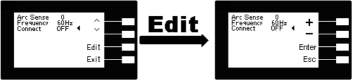 Arc Sense 0
Frequency 60Hz
Connect OFF
Edit
Exit
Edit
Arc Sense 0
Frequency 60Hz
Connect OFF
+
−
Enter
Esc